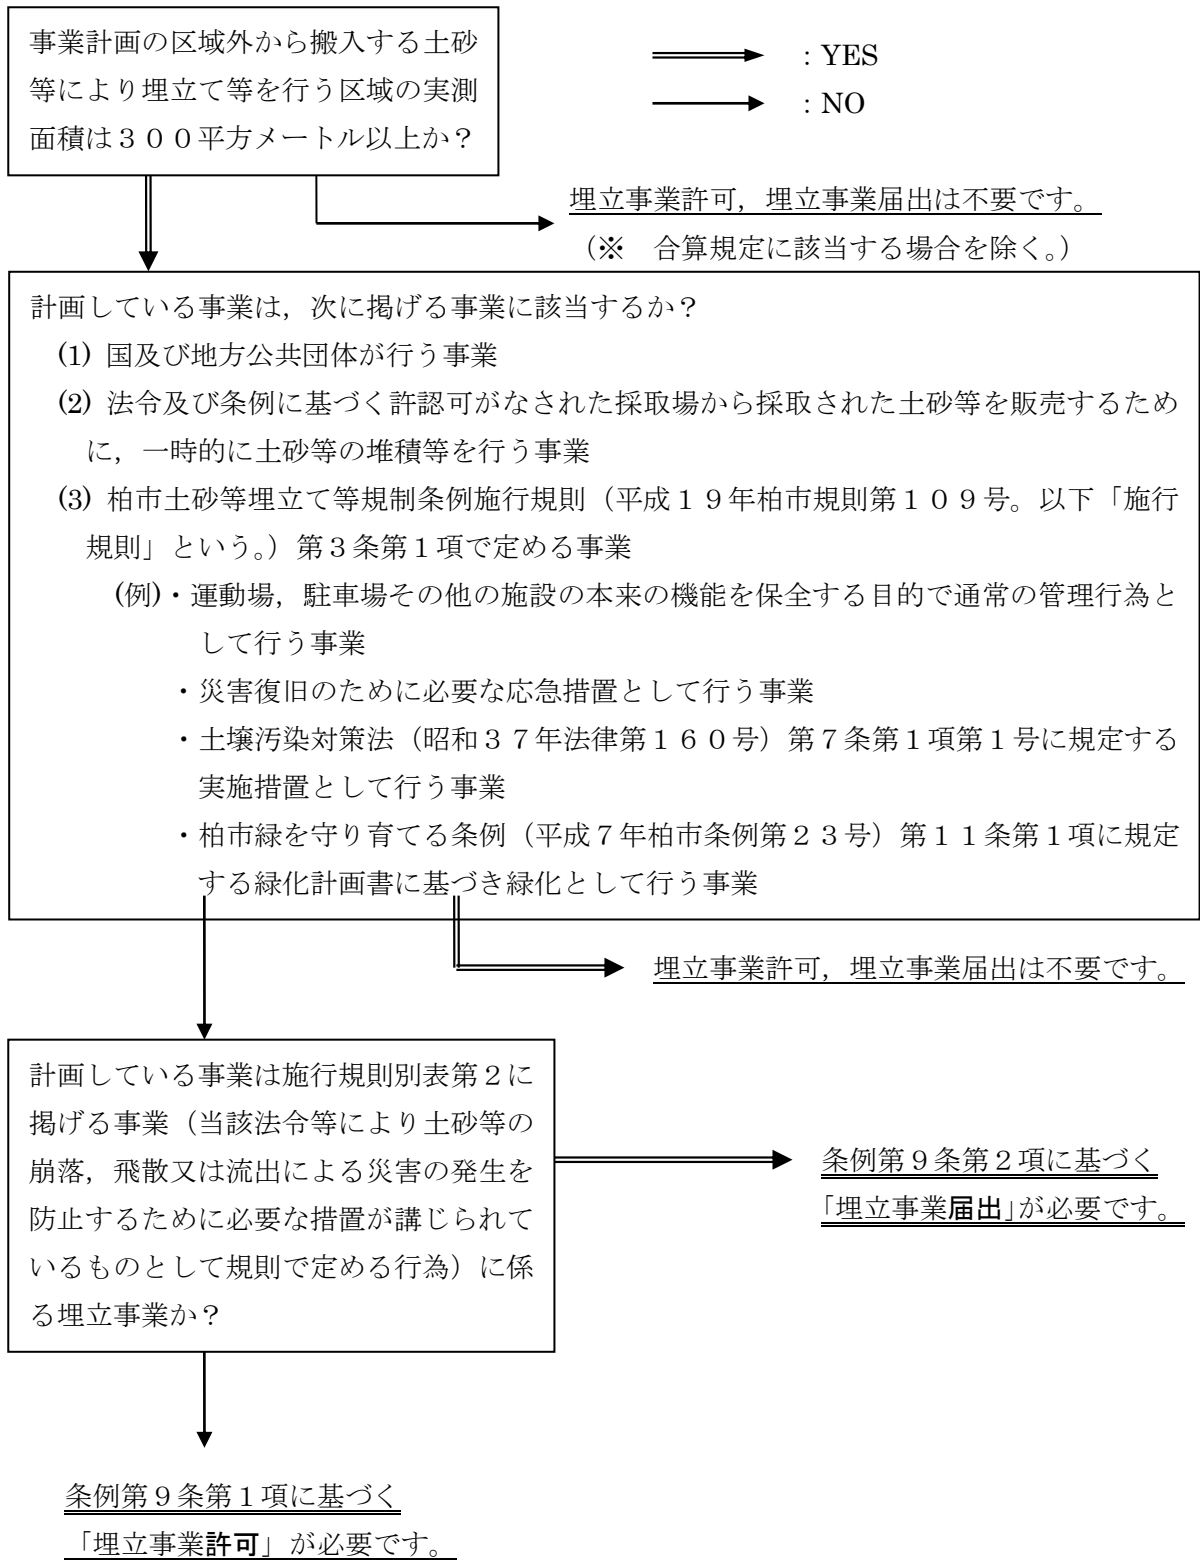 事業計画の区域外から搬入する土砂
等により埋立て等を行う区域の実測
面積は３００平方メートル以上か？
：YES
：NO
埋立事業許可，埋立事業届出は不要です。
（※　合算規定に該当する場合を除く。）
計画している事業は，次に掲げる事業に該当するか？
(1) 国及び地方公共団体が行う事業
(2) 法令及び条例に基づく許認可がなされた採取場から採取された土砂等を販売するため
に，一時的に土砂等の堆積等を行う事業
(3) 柏市土砂等埋立て等規制条例施行規則（平成１９年柏市規則第１０９号。以下「施行
規則」という。）第３条第１項で定める事業
(例)・運動場，駐車場その他の施設の本来の機能を保全する目的で通常の管理行為と
して行う事業
・災害復旧のために必要な応急措置として行う事業
・土壌汚染対策法（昭和３７年法律第１６０号）第７条第１項第１号に規定する
実施措置として行う事業
・柏市緑を守り育てる条例（平成７年柏市条例第２３号）第１１条第１項に規定
する緑化計画書に基づき緑化として行う事業
埋立事業許可，埋立事業届出は不要です。
計画している事業は施行規則別表第２に
掲げる事業（当該法令等により土砂等の
崩落，飛散又は流出による災害の発生を
防止するために必要な措置が講じられて
いるものとして規則で定める行為）に係
る埋立事業か？
条例第９条第２項に基づく
「埋立事業届出」が必要です。
条例第９条第１項に基づく
「埋立事業許可」が必要です。